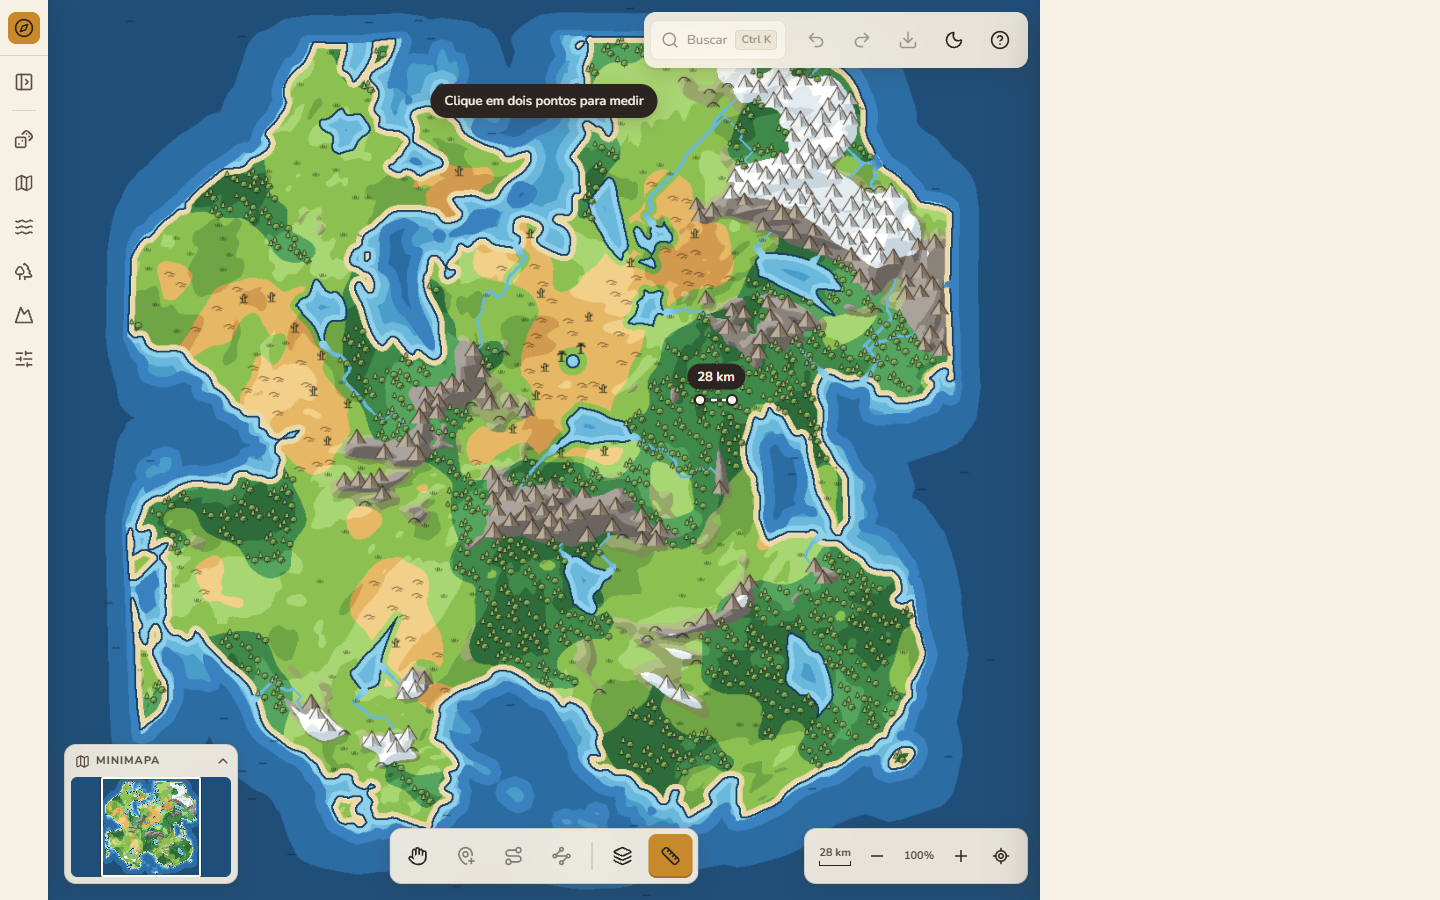 Buscar Ctrl K
Clique em dois pontos para medir
28 km
MINIMAPA
28 km
100%